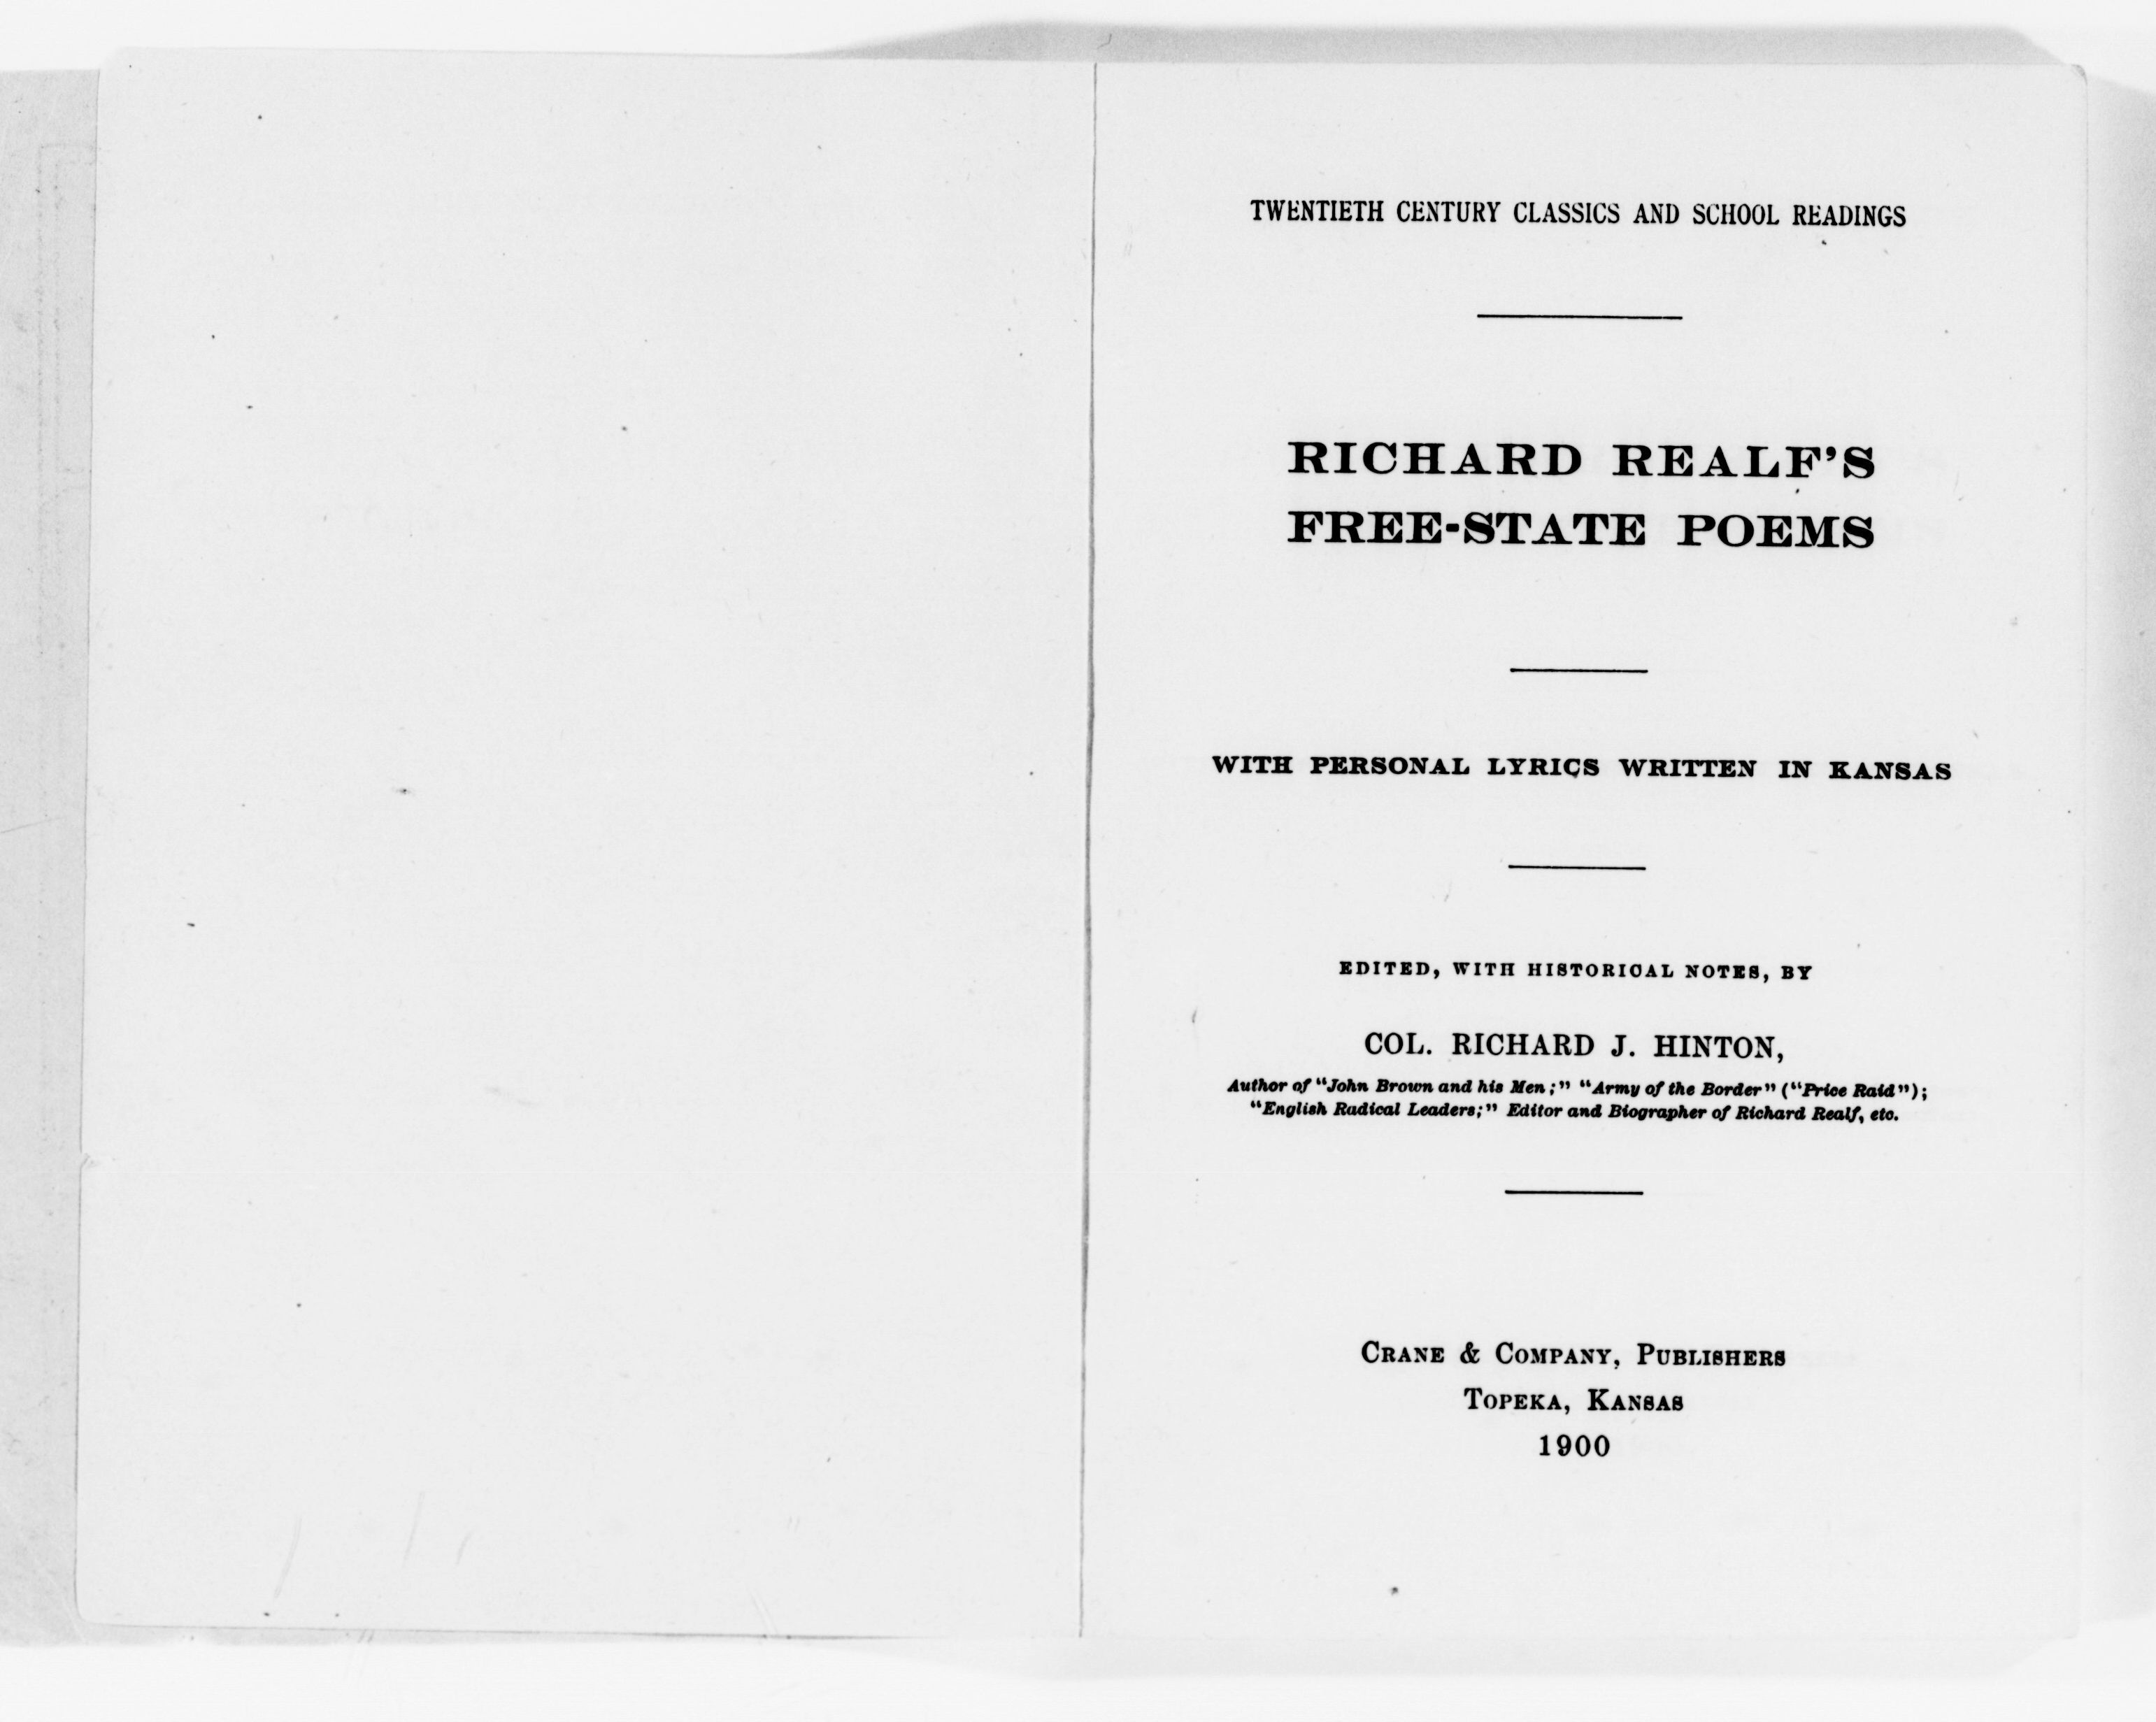 TWENTIETH CENTURY CLASSICS AND SCHOOL READINGS
RICHARD REALF'S
FREE-STATE POEMS
WITH PERSONAL LYRICS WRITTEN IN KANSAS
EDITED, WITH HISTORICAL NOTES, BY
COL. RICHARD J. HINTON,
Author of "John Brown and his Men;" "Army of the Border" ("Price Raid");
"English Radical Leaders;" Editor and Biographer of Richard Realf, etc.
CRANE & COMPANY, PUBLISHERS
TOPEKA, KANSAS
1900